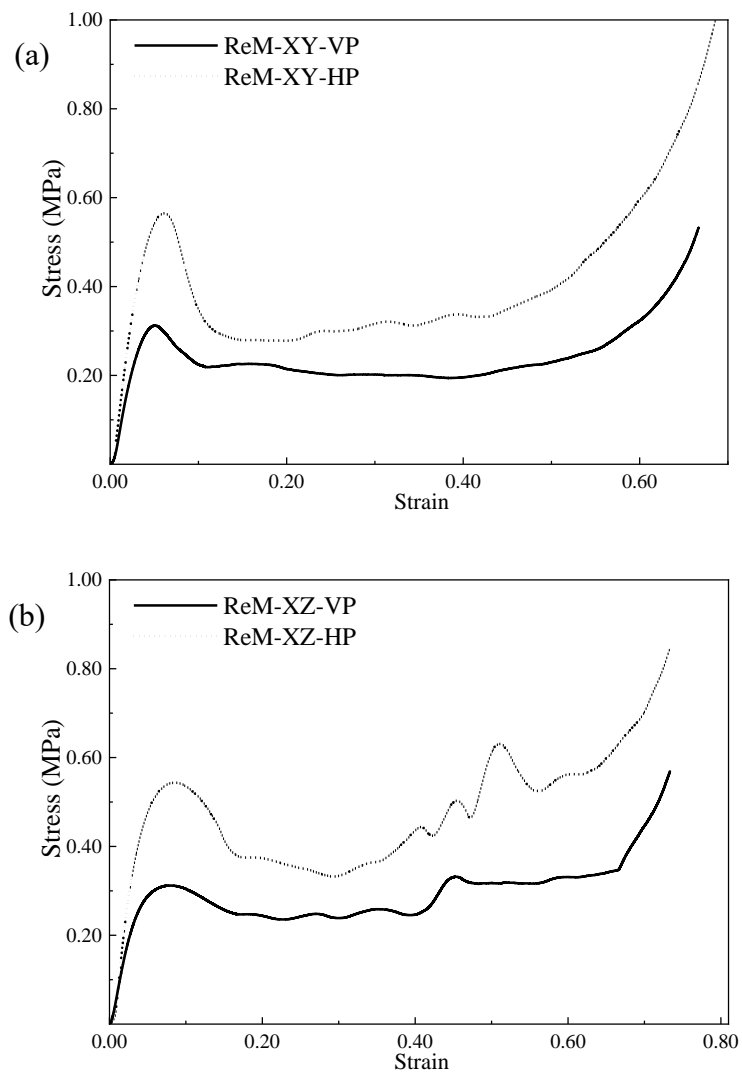 (a)
ReM-XY-VP
ReM-XY-HP
Stress (MPa)
1.00
0.80
0.60
0.40
0.20
0.00 0.20 0.40 0.60
Strain
(b)
ReM-XZ-VP
ReM-XZ-HP
Stress (MPa)
1.00
0.80
0.60
0.40
0.20
0.00 0.20 0.40 0.60 0.80
Strain